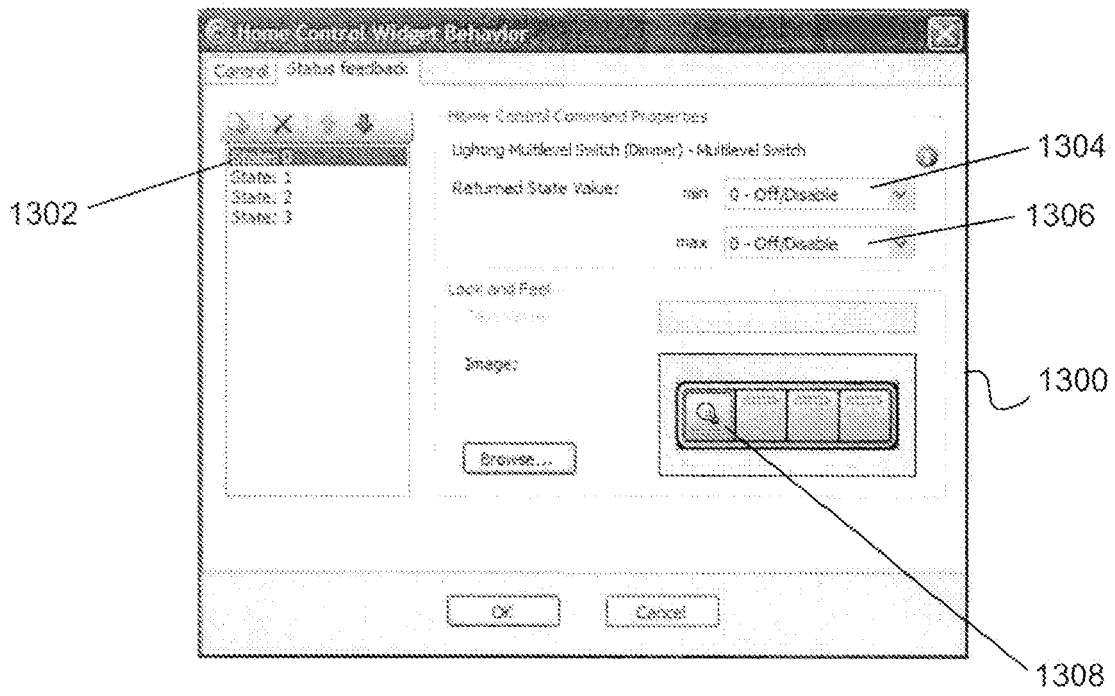 Home Control Widget Behavior
Control Status feedback
Home Control Command Properties
Lighting Multilevel Switch (Dimmer) - Multilevel Switch
Returned State Value: min 0 - Off/Disable
max 0 - Off/Disable
State: 1
State: 2
State: 3
Look and Feel
Image:
Browse...
OK Cancel
1302
1304
1306
1300
1308